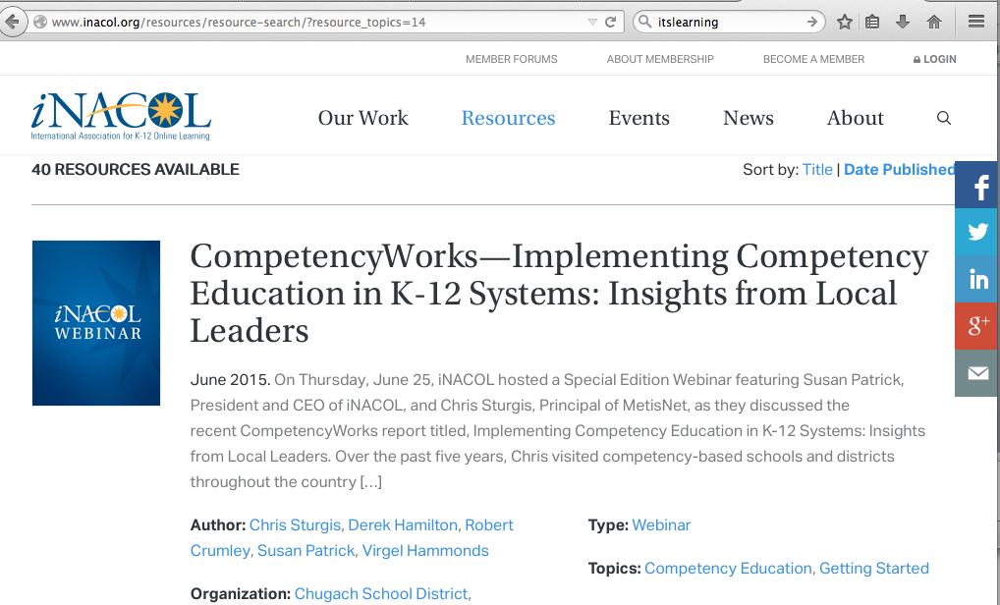 www.inacol.org/resources/resource-search/?resource_topics=14
itslearning
MEMBER FORUMS ABOUT MEMBERSHIP BECOME A MEMBER LOGIN
iNACOL
International Association for K-12 Online Learning
Our Work Resources Events News About
40 RESOURCES AVAILABLE
Sort by: Title | Date Published
f
in
g+
iNACOL
WEBINAR
CompetencyWorks—Implementing Competency
Education in K-12 Systems: Insights from Local
Leaders
June 2015. On Thursday, June 25, iNACOL hosted a Special Edition Webinar featuring Susan Patrick,
President and CEO of iNACOL, and Chris Sturgis, Principal of MetisNet, as they discussed the
recent CompetencyWorks report titled, Implementing Competency Education in K-12 Systems: Insights
from Local Leaders. Over the past five years, Chris visited competency-based schools and districts
throughout the country […]
Author: Chris Sturgis, Derek Hamilton, Robert
Crumley, Susan Patrick, Virgel Hammonds
Organization: Chugach School District,
Type: Webinar
Topics: Competency Education, Getting Started